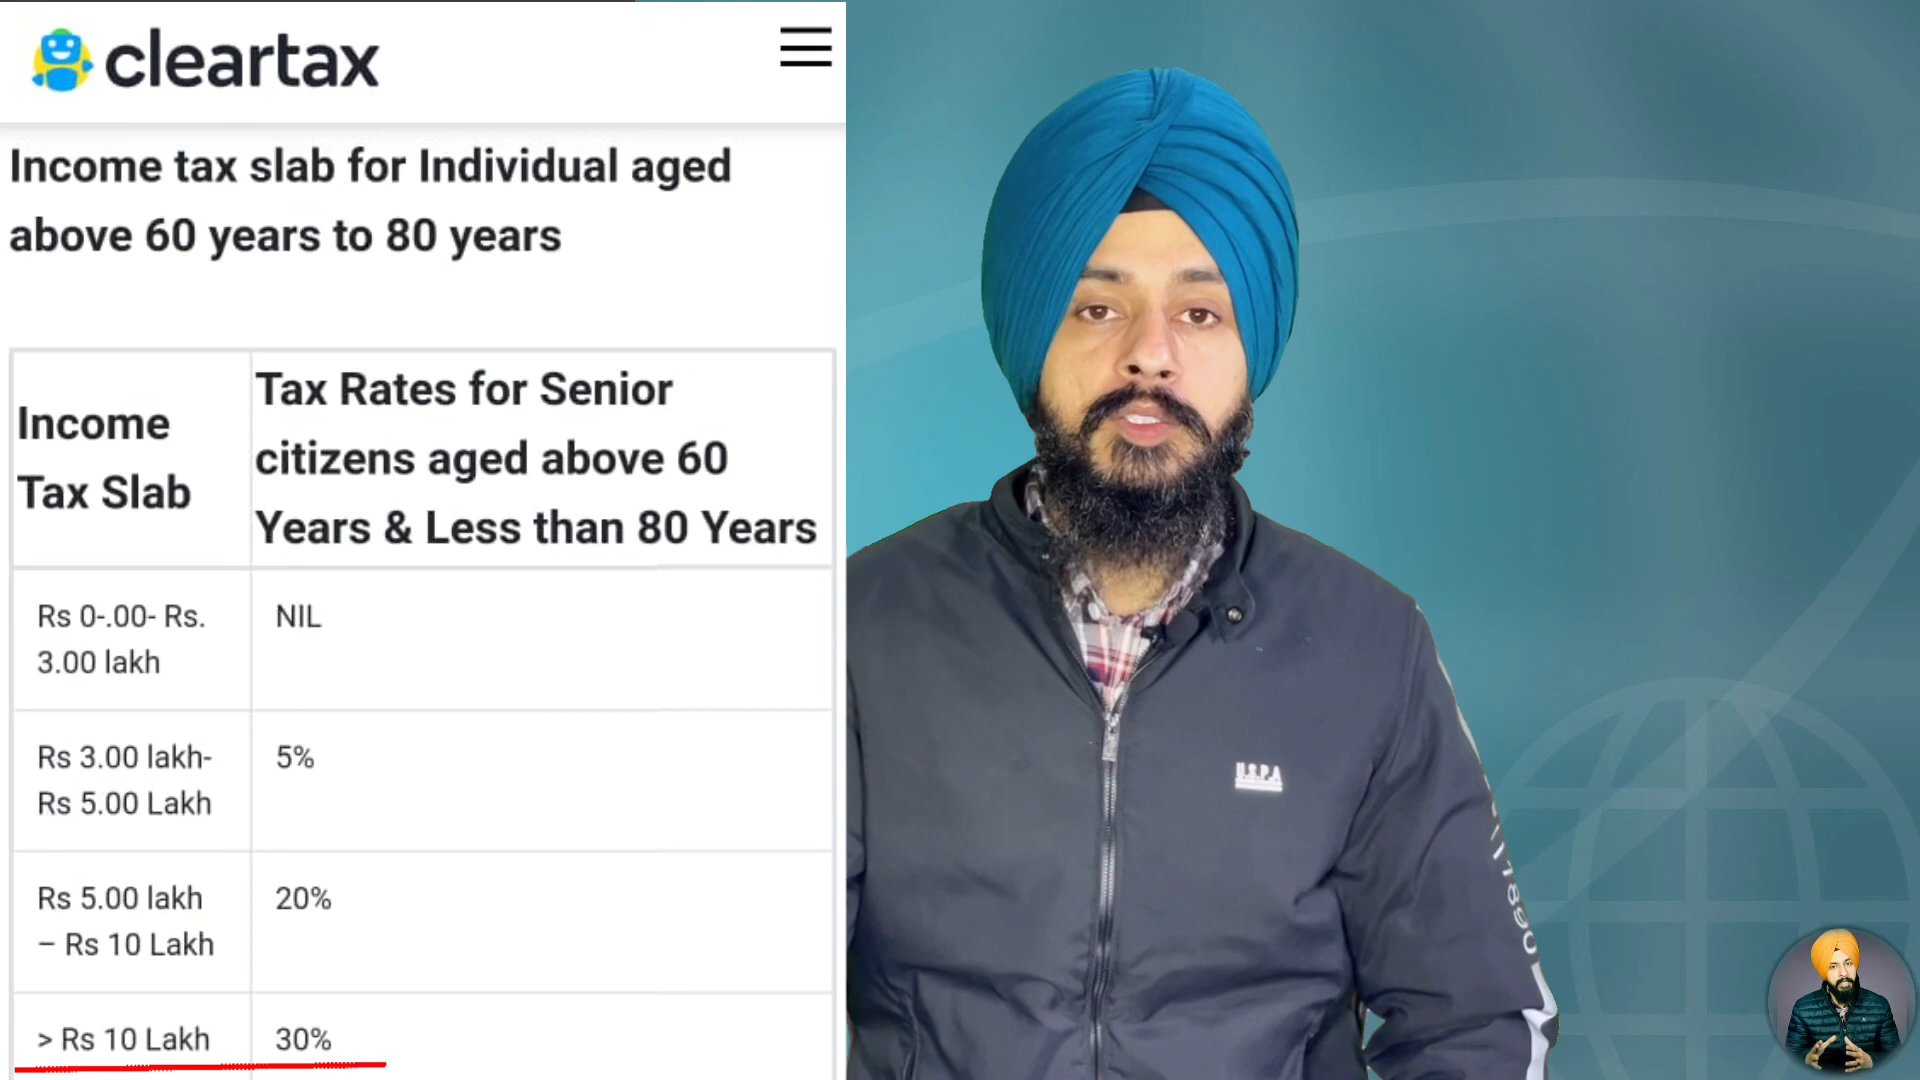 cleartax
Income tax slab for Individual aged
above 60 years to 80 years
Income
Tax Slab
Tax Rates for Senior
citizens aged above 60
Years & Less than 80 Years
Rs 0-.00- Rs.
3.00 lakh
NIL
Rs 3.00 lakh-
Rs 5.00 Lakh
5%
Rs 5.00 lakh
– Rs 10 Lakh
20%
> Rs 10 Lakh
30%
USPA
1890